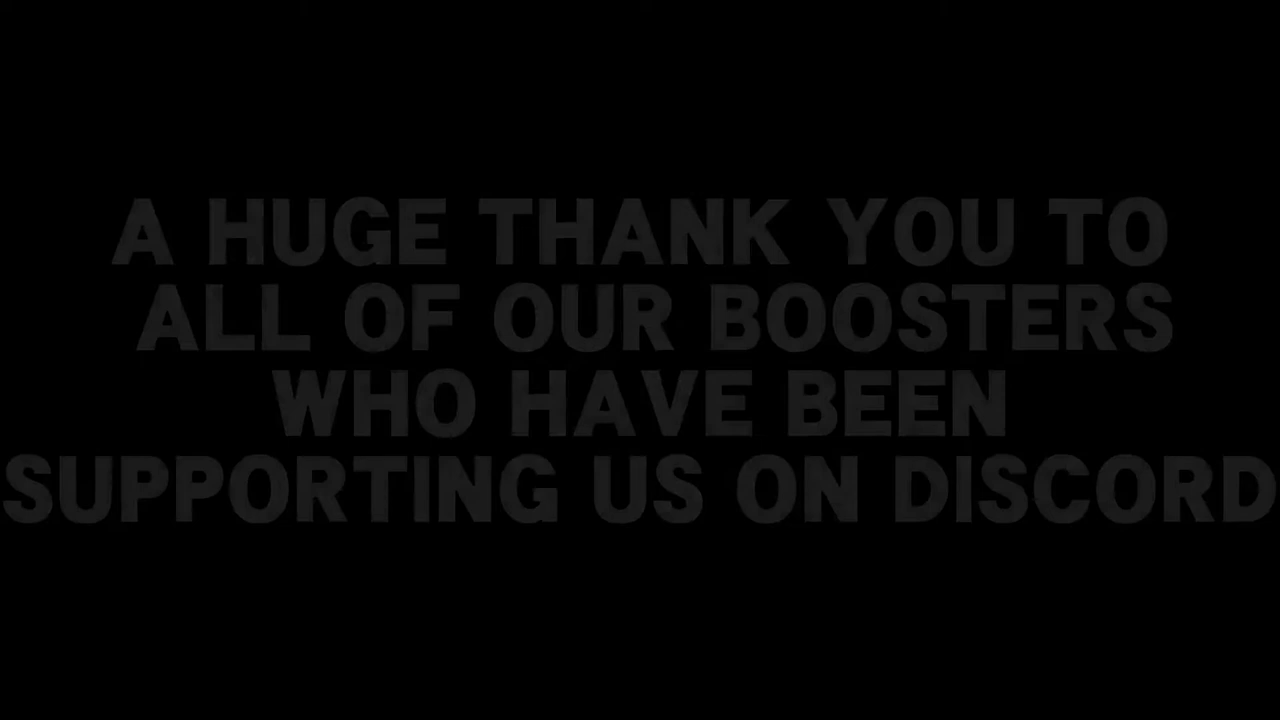 A HUGE THANK YOU TO
ALL OF OUR BOOSTERS
WHO HAVE BEEN
SUPPORTING US ON DISCORD